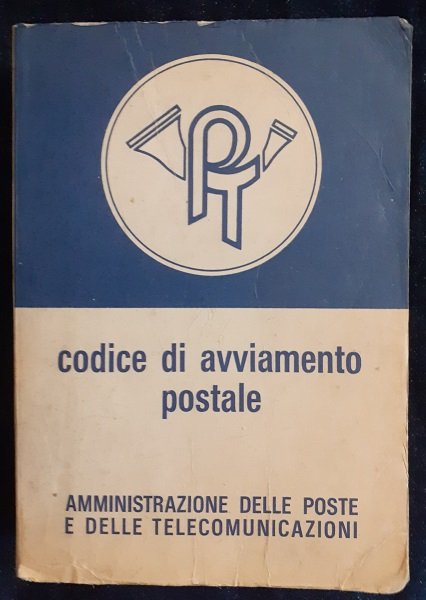 PT
codice di avviamento
postale
AMMINISTRAZIONE DELLE POSTE
E DELLE TELECOMUNICAZIONI